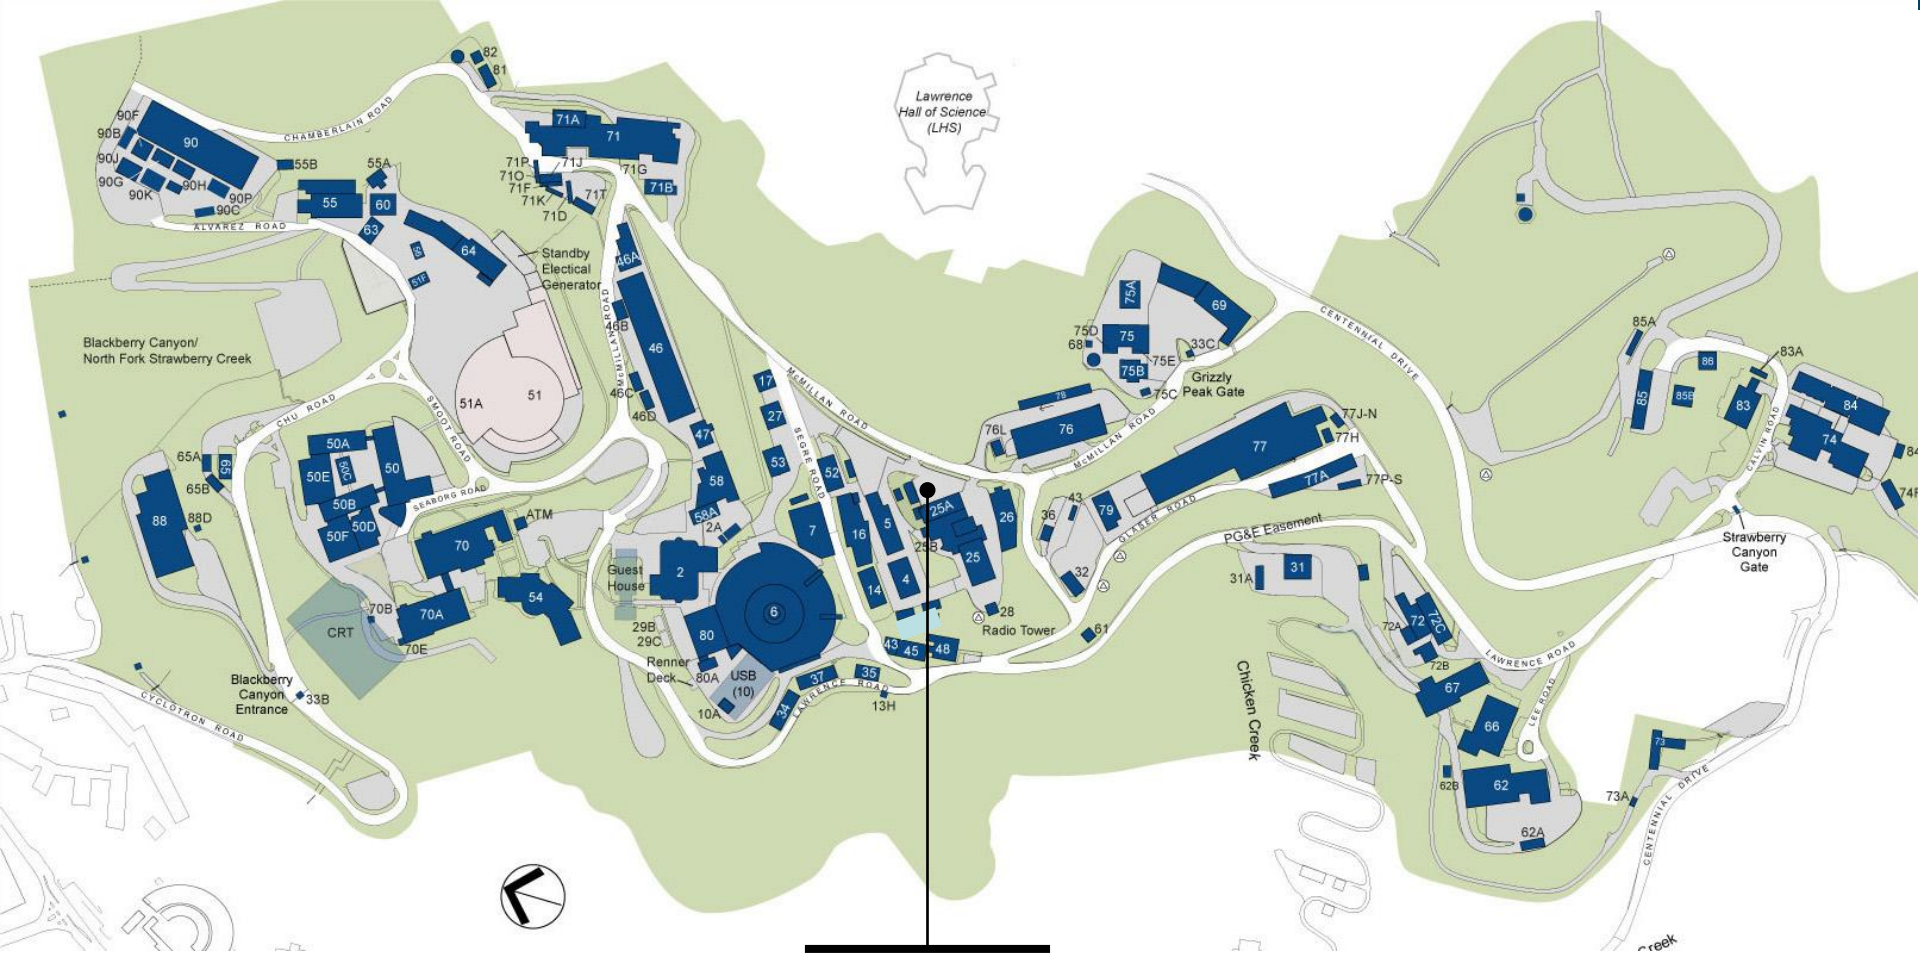 82
81
90F
90B
90
90J
90G
90K
90H
90P
90C
CHAMBERLAIN ROAD
55B
55A
55
60
63
64
56
51F
ALVAREZ ROAD
71A
71
71P
71J
71O
71F
71K
71D
71T
71G
71B
Lawrence
Hall of Science
(LHS)
Standby
Electical
Generator
46A
46B
46
46C
46D
McMILLAN ROAD
Blackberry Canyon/
North Fork Strawberry Creek
51A
51
CHU ROAD
SMOOT ROAD
SEABORG ROAD
50A
50E
50C
50
50B
50D
50F
65A
65
65B
88
88D
47
58
58A
2A
17
27
53
52
SEGRE ROAD
McMILLAN ROAD
ATM
70
70A
70B
70E
54
CRT
Guest
House
2
29B
29C
6
80
80A
Renner
Deck
USB
(10)
10A
7
16
5
14
4
25A
25B
25
26
28
Radio Tower
43
45
48
37
35
34
LAWRENCE ROAD
13H
Blackberry
Canyon
Entrance
33B
CYCLOTRON ROAD
75A
75D
68
75
75B
75E
75C
69
33C
Grizzly
Peak Gate
CENTENNIAL DRIVE
78
76L
76
McMILLAN ROAD
77
77J-N
77H
77A
77P-S
43
36
79
32
61
GLASER ROAD
PG&E Easement
31A
31
72A
72
72C
72B
LAWRENCE ROAD
67
66
LEE ROAD
62B
62
62A
Chicken Creek
85A
85
85B
86
83A
83
84
74
84
74F
CALVIN ROAD
Strawberry
Canyon
Gate
73
73A
CENTENNIAL DRIVE
Creek